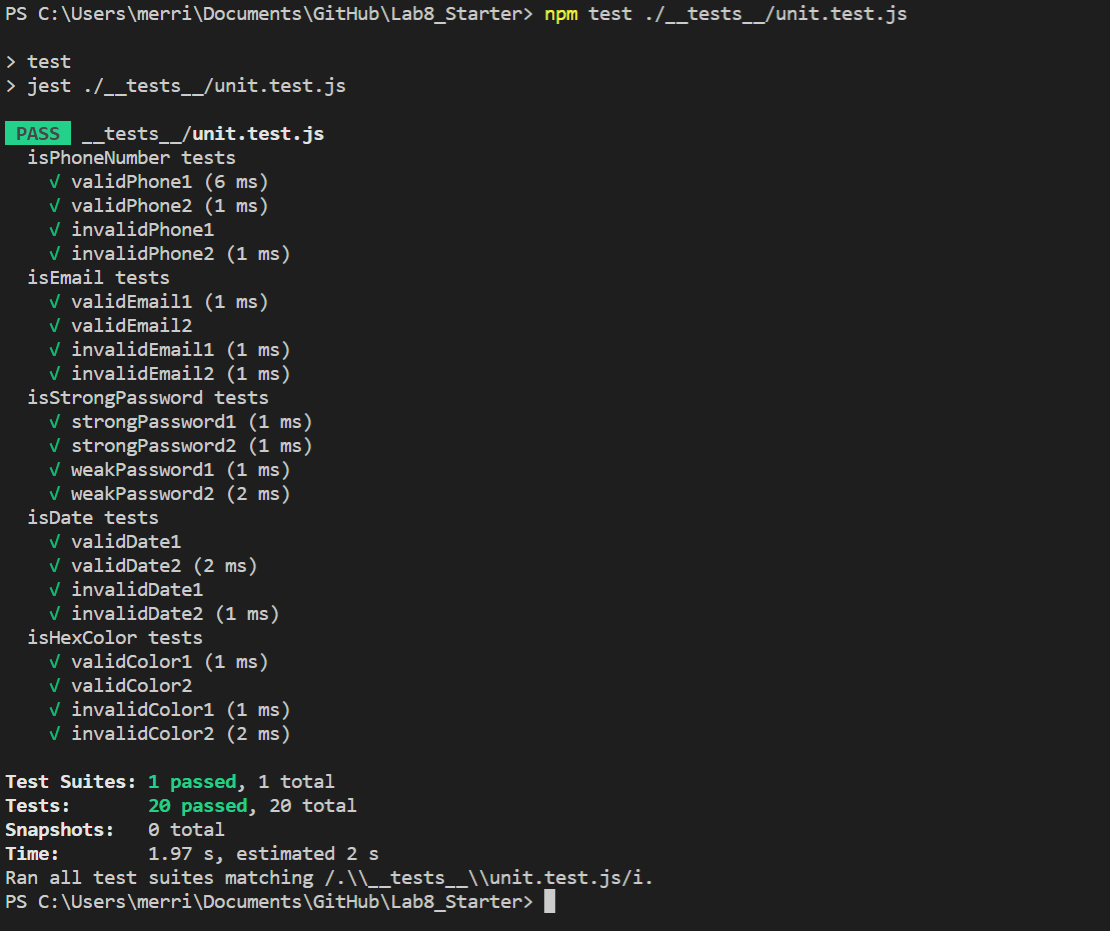 PS C:\Users\merri\Documents\GitHub\Lab8_Starter> npm test ./__tests__/unit.test.js
> test
> jest ./__tests__/unit.test.js
PASS __tests__/unit.test.js
isPhoneNumber tests
√ validPhone1 (6 ms)
√ validPhone2 (1 ms)
√ invalidPhone1
√ invalidPhone2 (1 ms)
isEmail tests
√ validEmail1 (1 ms)
√ validEmail2
√ invalidEmail1 (1 ms)
√ invalidEmail2 (1 ms)
isStrongPassword tests
√ strongPassword1 (1 ms)
√ strongPassword2 (1 ms)
√ weakPassword1 (1 ms)
√ weakPassword2 (2 ms)
isDate tests
√ validDate1
√ validDate2 (2 ms)
√ invalidDate1
√ invalidDate2 (1 ms)
isHexColor tests
√ validColor1 (1 ms)
√ validColor2
√ invalidColor1 (1 ms)
√ invalidColor2 (2 ms)
Test Suites: 1 passed, 1 total
Tests: 20 passed, 20 total
Snapshots: 0 total
Time: 1.97 s, estimated 2 s
Ran all test suites matching /.\\__tests__\\unit.test.js/i.
PS C:\Users\merri\Documents\GitHub\Lab8_Starter>